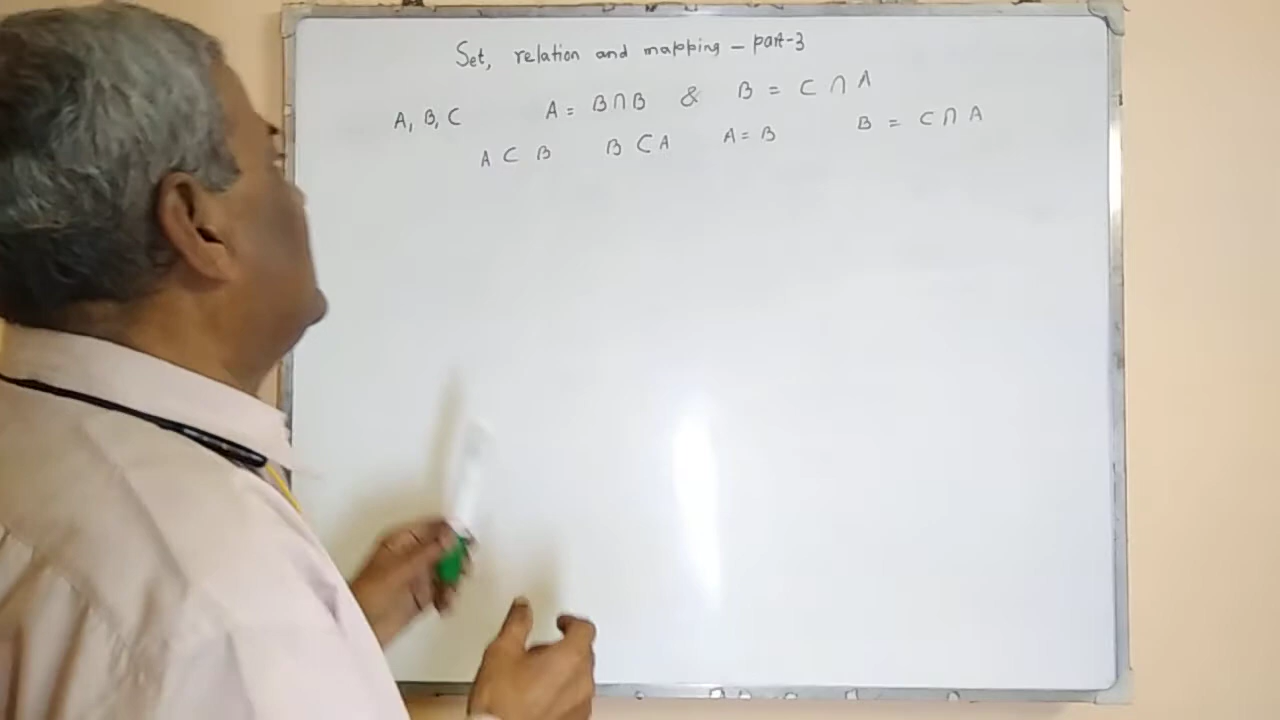 Set, relation and mapping – part-3
A, B, C A = B∩B & B = C ∩ A
A ⊂ B B ⊂ A A = B B = C ∩ A